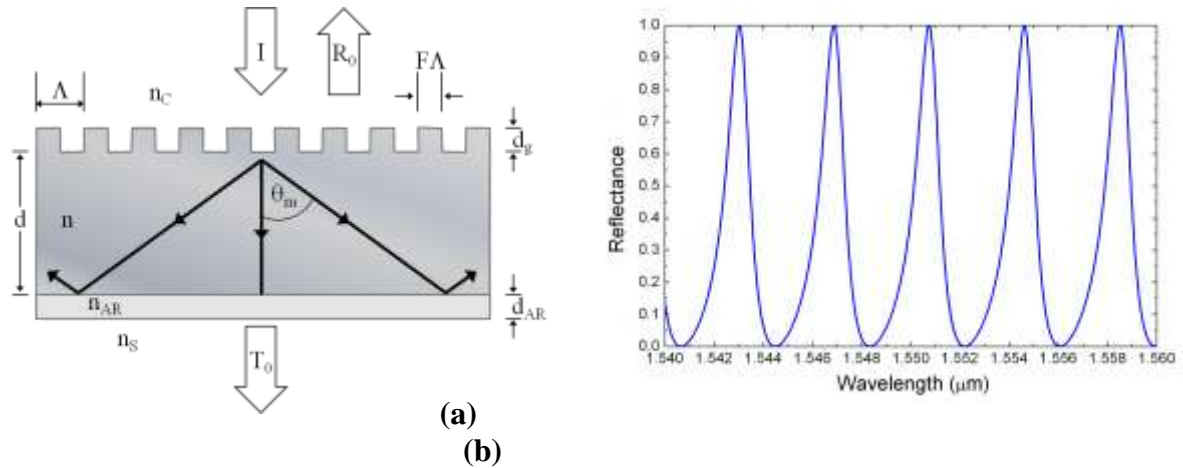 I
R₀
FΛ
Λ
n_C
d_g
d
θ_m
n
n_AR
d_AR
n_S
T₀
(a)
(b)
1.0
0.9
0.8
0.7
0.6
0.5
0.4
0.3
0.2
0.1
0.0
Reflectance
1.540 1.542 1.544 1.546 1.548 1.550 1.552 1.554 1.556 1.558 1.560
Wavelength (μm)